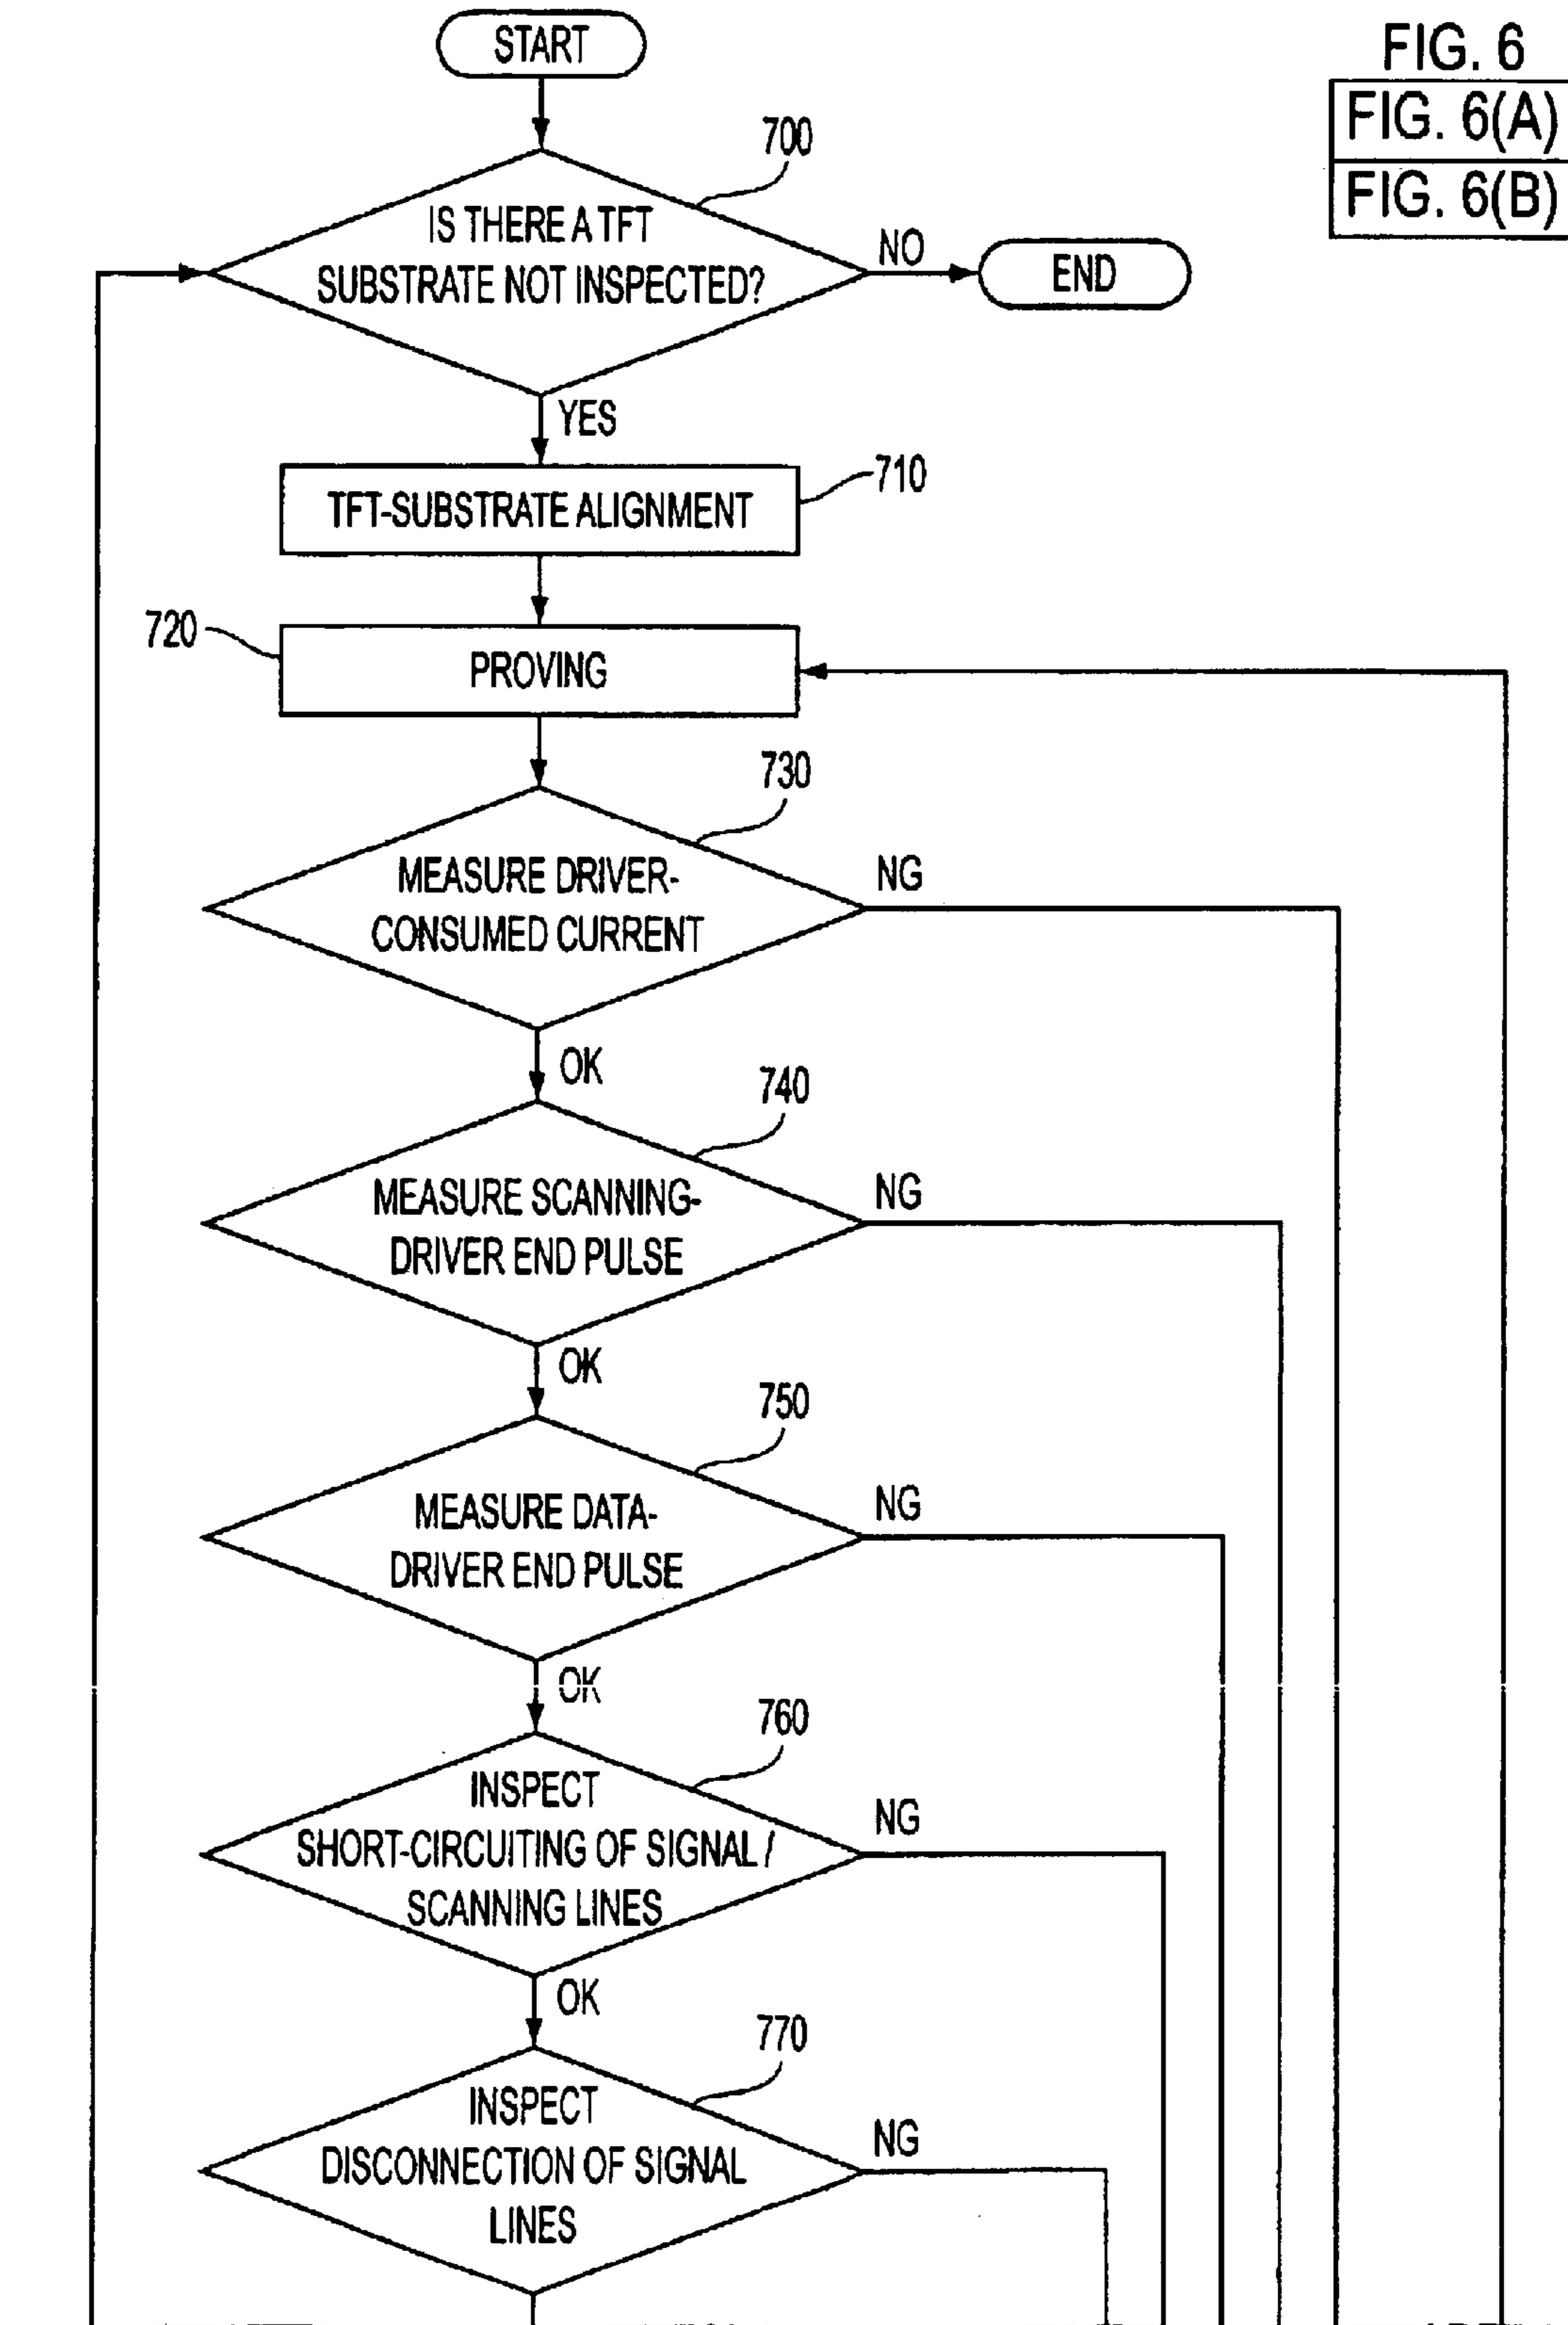 START
FIG. 6
FIG. 6(A)
FIG. 6(B)
700
IS THERE A TFT
SUBSTRATE NOT INSPECTED?
NO
END
YES
710
TFT-SUBSTRATE ALIGNMENT
720
PROVING
730
MEASURE DRIVER-
CONSUMED CURRENT
NG
OK
740
MEASURE SCANNING-
DRIVER END PULSE
NG
OK
750
MEASURE DATA-
DRIVER END PULSE
NG
OK
760
INSPECT
SHORT-CIRCUITING OF SIGNAL /
SCANNING LINES
NG
OK
770
INSPECT
DISCONNECTION OF SIGNAL
LINES
NG